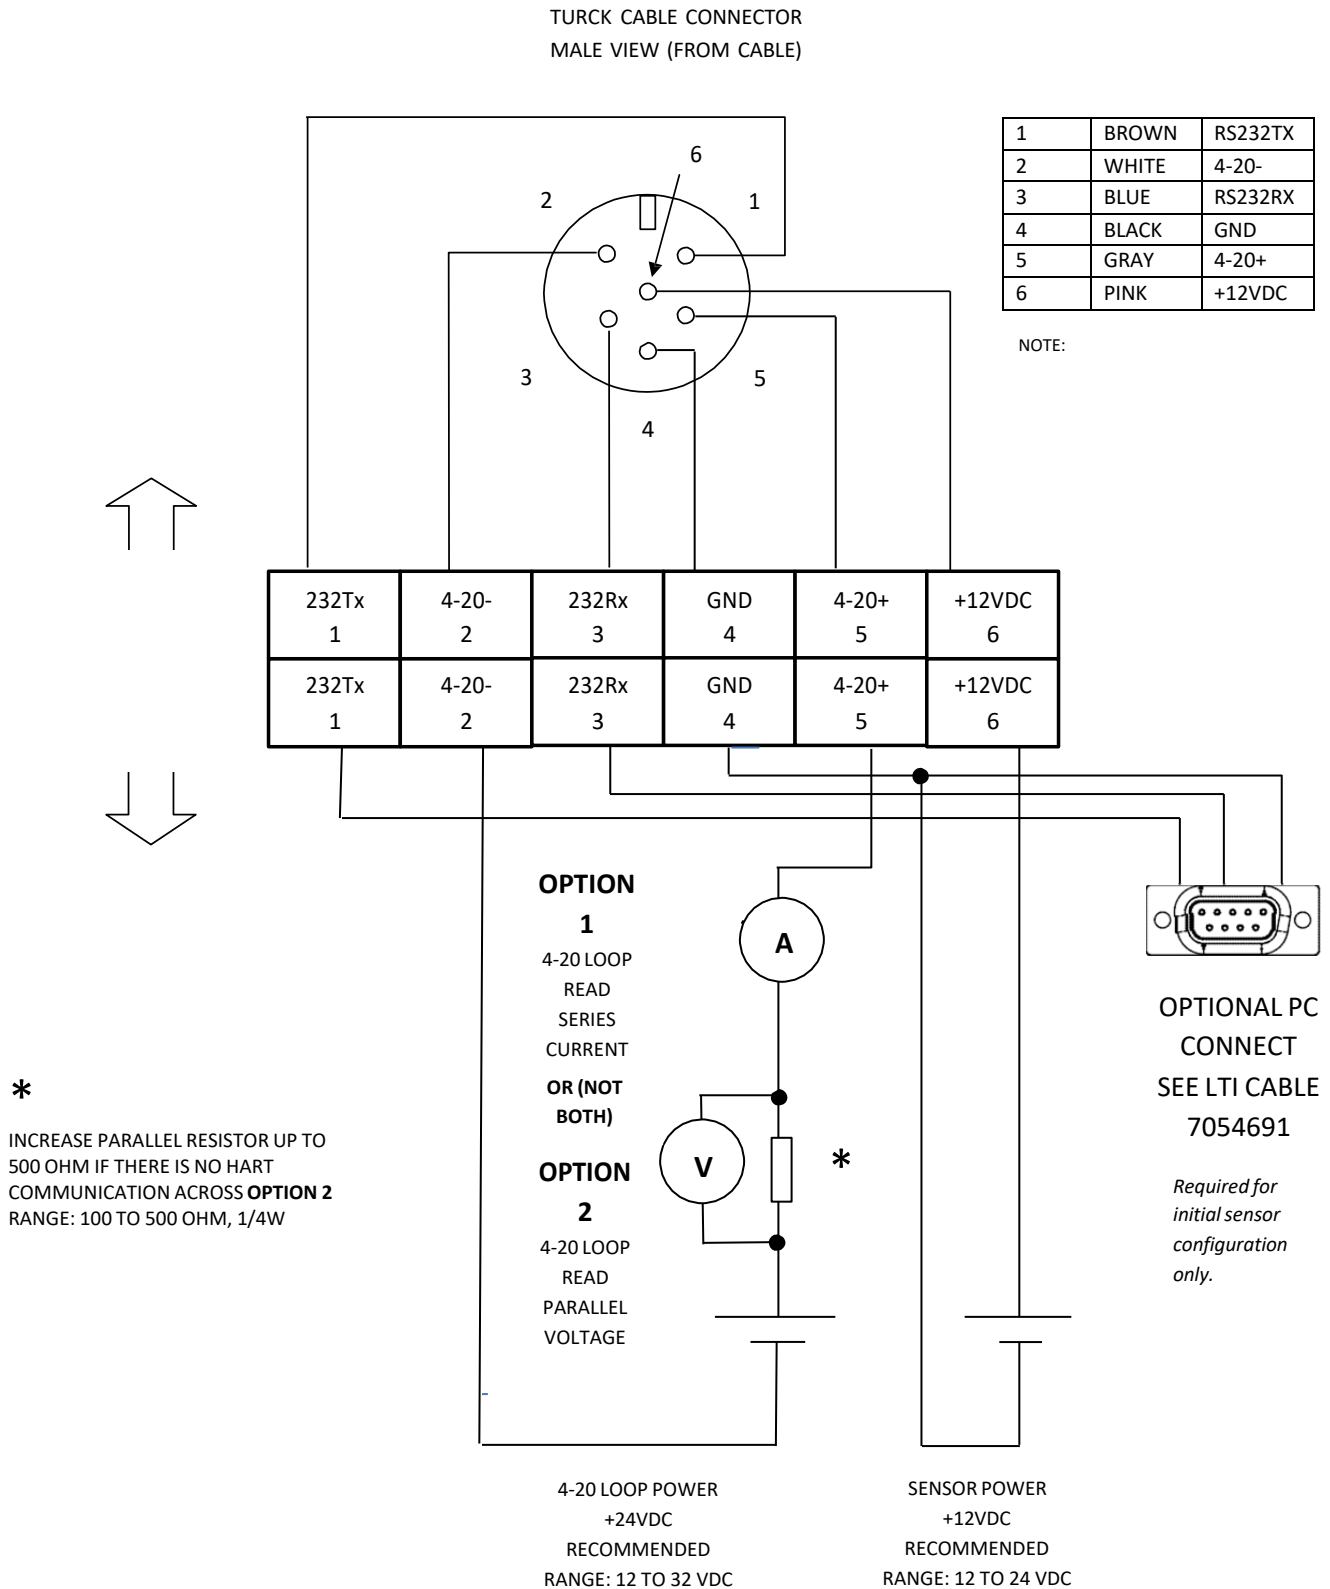 TURCK CABLE CONNECTOR
MALE VIEW (FROM CABLE)
1 BROWN RS232TX
2 WHITE 4-20-
3 BLUE RS232RX
4 BLACK GND
5 GRAY 4-20+
6 PINK +12VDC
NOTE:
6
2
1
3
5
4
232Tx 4-20- 232Rx GND 4-20+ +12VDC
1 2 3 4 5 6
232Tx 4-20- 232Rx GND 4-20+ +12VDC
1 2 3 4 5 6
OPTION
1
4-20 LOOP
READ
SERIES
CURRENT
OR (NOT
BOTH)
OPTION
2
4-20 LOOP
READ
PARALLEL
VOLTAGE
A
V
*
*
INCREASE PARALLEL RESISTOR UP TO
500 OHM IF THERE IS NO HART
COMMUNICATION ACROSS OPTION 2
RANGE: 100 TO 500 OHM, 1/4W
OPTIONAL PC
CONNECT
SEE LTI CABLE
7054691
Required for
initial sensor
configuration
only.
4-20 LOOP POWER
+24VDC
RECOMMENDED
RANGE: 12 TO 32 VDC
SENSOR POWER
+12VDC
RECOMMENDED
RANGE: 12 TO 24 VDC